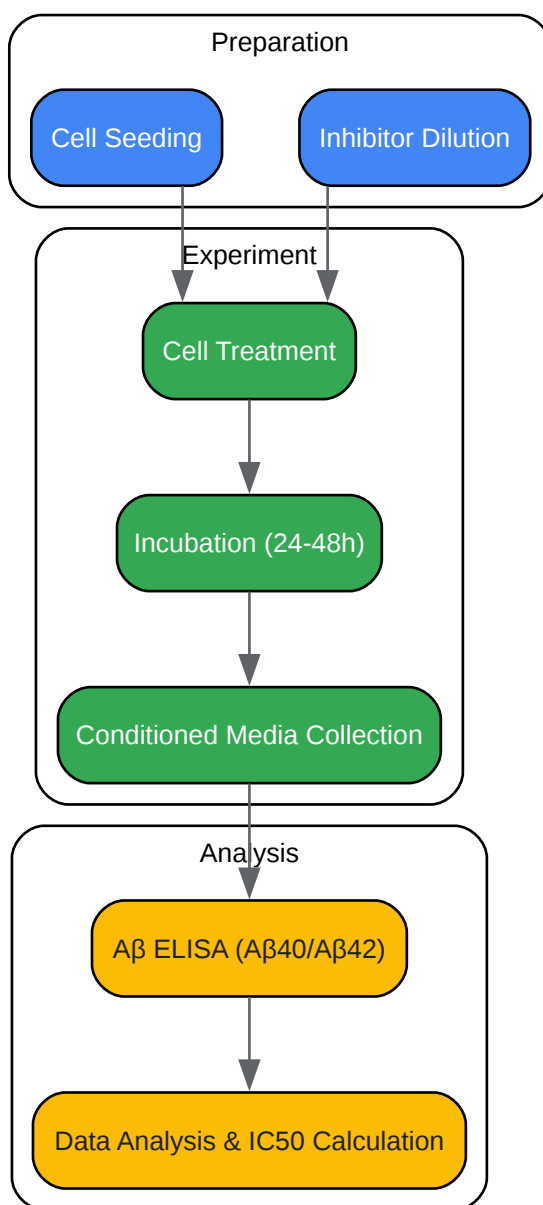 Preparation
Cell Seeding
Inhibitor Dilution
Experiment
Cell Treatment
Incubation (24-48h)
Conditioned Media Collection
Analysis
Aβ ELISA (Aβ40/Aβ42)
Data Analysis & IC50 Calculation